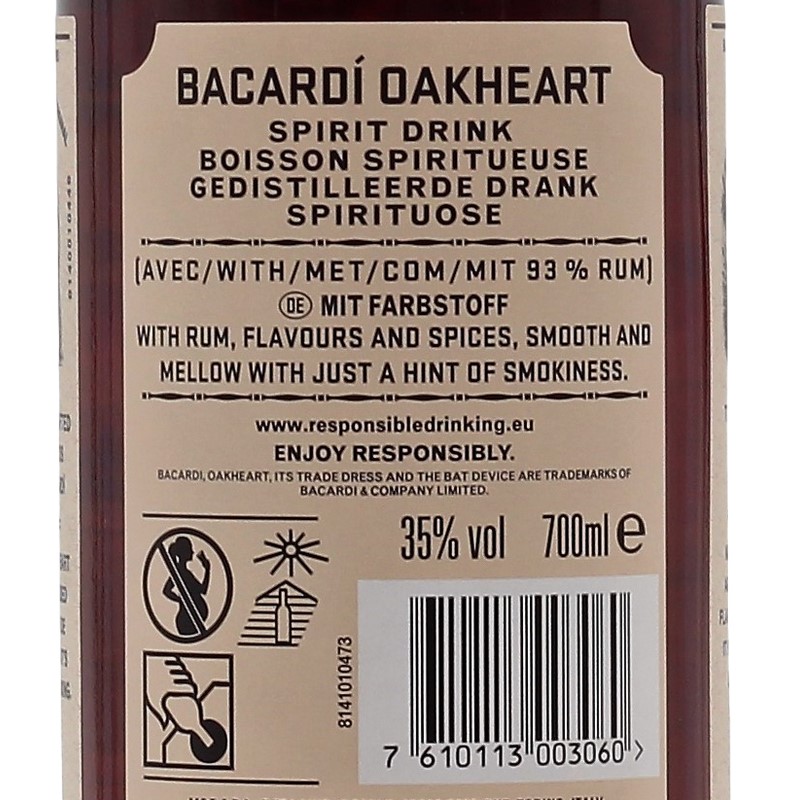 BACARDÍ OAKHEART
SPIRIT DRINK
BOISSON SPIRITUEUSE
GEDISTILLEERDE DRANK
SPIRITUOSE
(AVEC/WITH/MET/COM/MIT 93 % RUM)
DE MIT FARBSTOFF
WITH RUM, FLAVOURS AND SPICES, SMOOTH AND
MELLOW WITH JUST A HINT OF SMOKINESS.
www.responsibledrinking.eu
ENJOY RESPONSIBLY.
BACARDI, OAKHEART, ITS TRADE DRESS AND THE BAT DEVICE ARE TRADEMARKS OF
BACARDI & COMPANY LIMITED.
35% vol 700ml e
8141010473
7 610113 003060 >